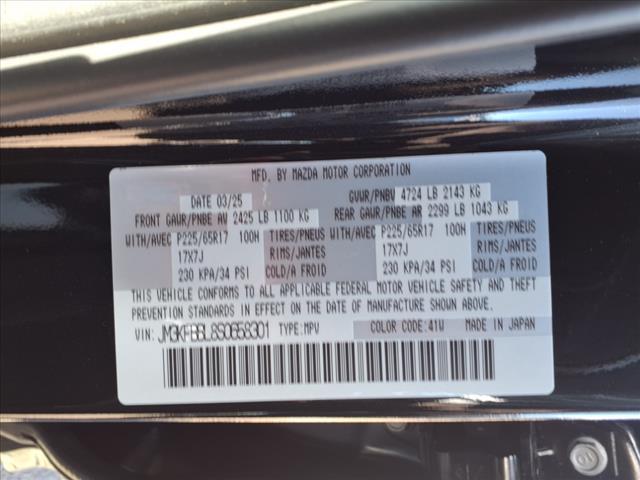 MFD. BY MAZDA MOTOR CORPORATION
DATE 03/25 GVWR/PNBV 4724 LB 2143 KG
FRONT GAWR/PNBE AV 2425 LB 1100 KG REAR GAWR/PNBE AR 2299 LB 1043 KG
WITH/AVEC P225/65R17 100H TIRES/PNEUS WITH/AVEC P225/65R17 100H TIRES/PNEUS
17X7J RIMS/JANTES 17X7J RIMS/JANTES
230 KPA/34 PSI COLD/A FROID 230 KPA/34 PSI COLD/A FROID
THIS VEHICLE CONFORMS TO ALL APPLICABLE FEDERAL MOTOR VEHICLE SAFETY AND THEFT
PREVENTION STANDARDS IN EFFECT ON THE DATE OF MANUFACTURE SHOWN ABOVE.
VIN: JM3KFBBL8S0658301 TYPE:MPV COLOR CODE:41W MADE IN JAPAN